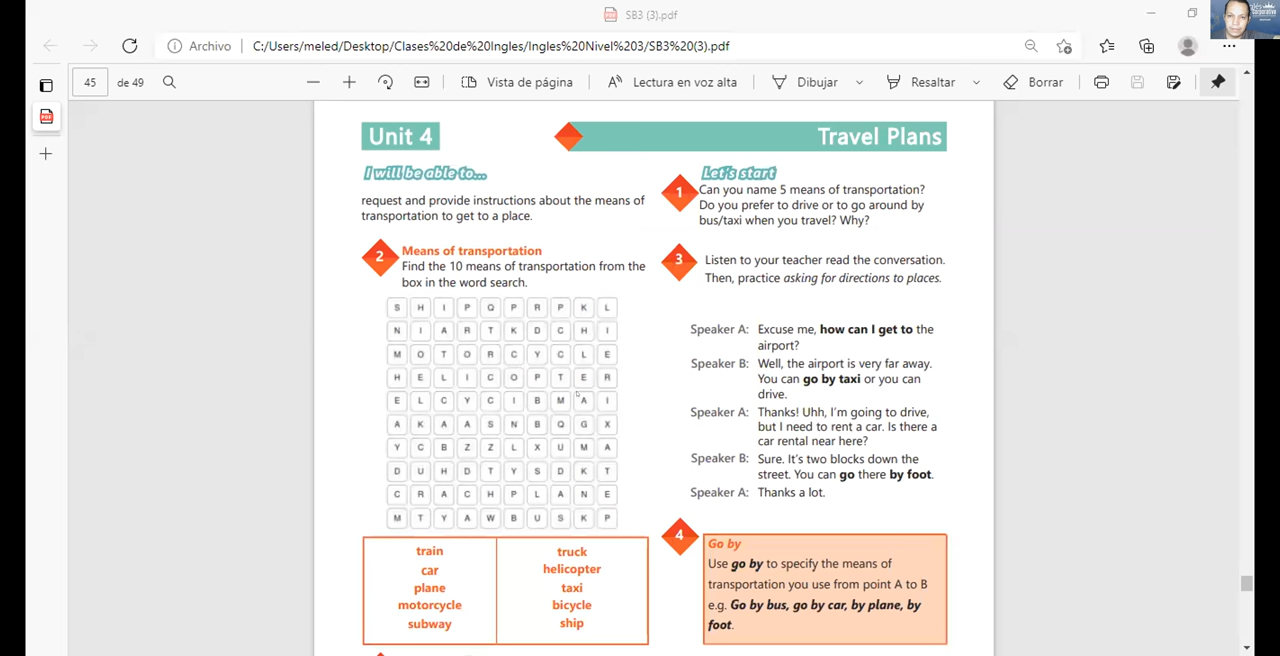 SB3 (3).pdf
Archivo
C:/Users/meled/Desktop/Clases%20de%20Ingles/Ingles%20Nivel%203/SB3%20(3).pdf
45 de 49
Vista de página
Lectura en voz alta
Dibujar
Resaltar
Borrar
Unit 4
Travel Plans
I will be able to...
request and provide instructions about the means of
transportation to get to a place.
Let's start
1
Can you name 5 means of transportation?
Do you prefer to drive or to go around by
bus/taxi when you travel? Why?
2
Means of transportation
Find the 10 means of transportation from the
box in the word search.
S H I P Q P R P K L
N I A R T K D C H I
M O T O R C Y C L E
H E L I C O P T E R
E L C Y C I B M A I
A K A A S N B Q G X
Y C B Z Z L X U M A
D U H D T Y S D K T
C R A C H P L A N E
M T Y A W B U S K P
train
car
plane
motorcycle
subway
truck
helicopter
taxi
bicycle
ship
3
Listen to your teacher read the conversation.
Then, practice asking for directions to places.
Speaker A: Excuse me, how can I get to the
airport?
Speaker B: Well, the airport is very far away.
You can go by taxi or you can
drive.
Speaker A: Thanks! Uhh, I'm going to drive,
but I need to rent a car. Is there a
car rental near here?
Speaker B: Sure. It's two blocks down the
street. You can go there by foot.
Speaker A: Thanks a lot.
4
Go by
Use go by to specify the means of
transportation you use from point A to B
e.g. Go by bus, go by car, by plane, by
foot.